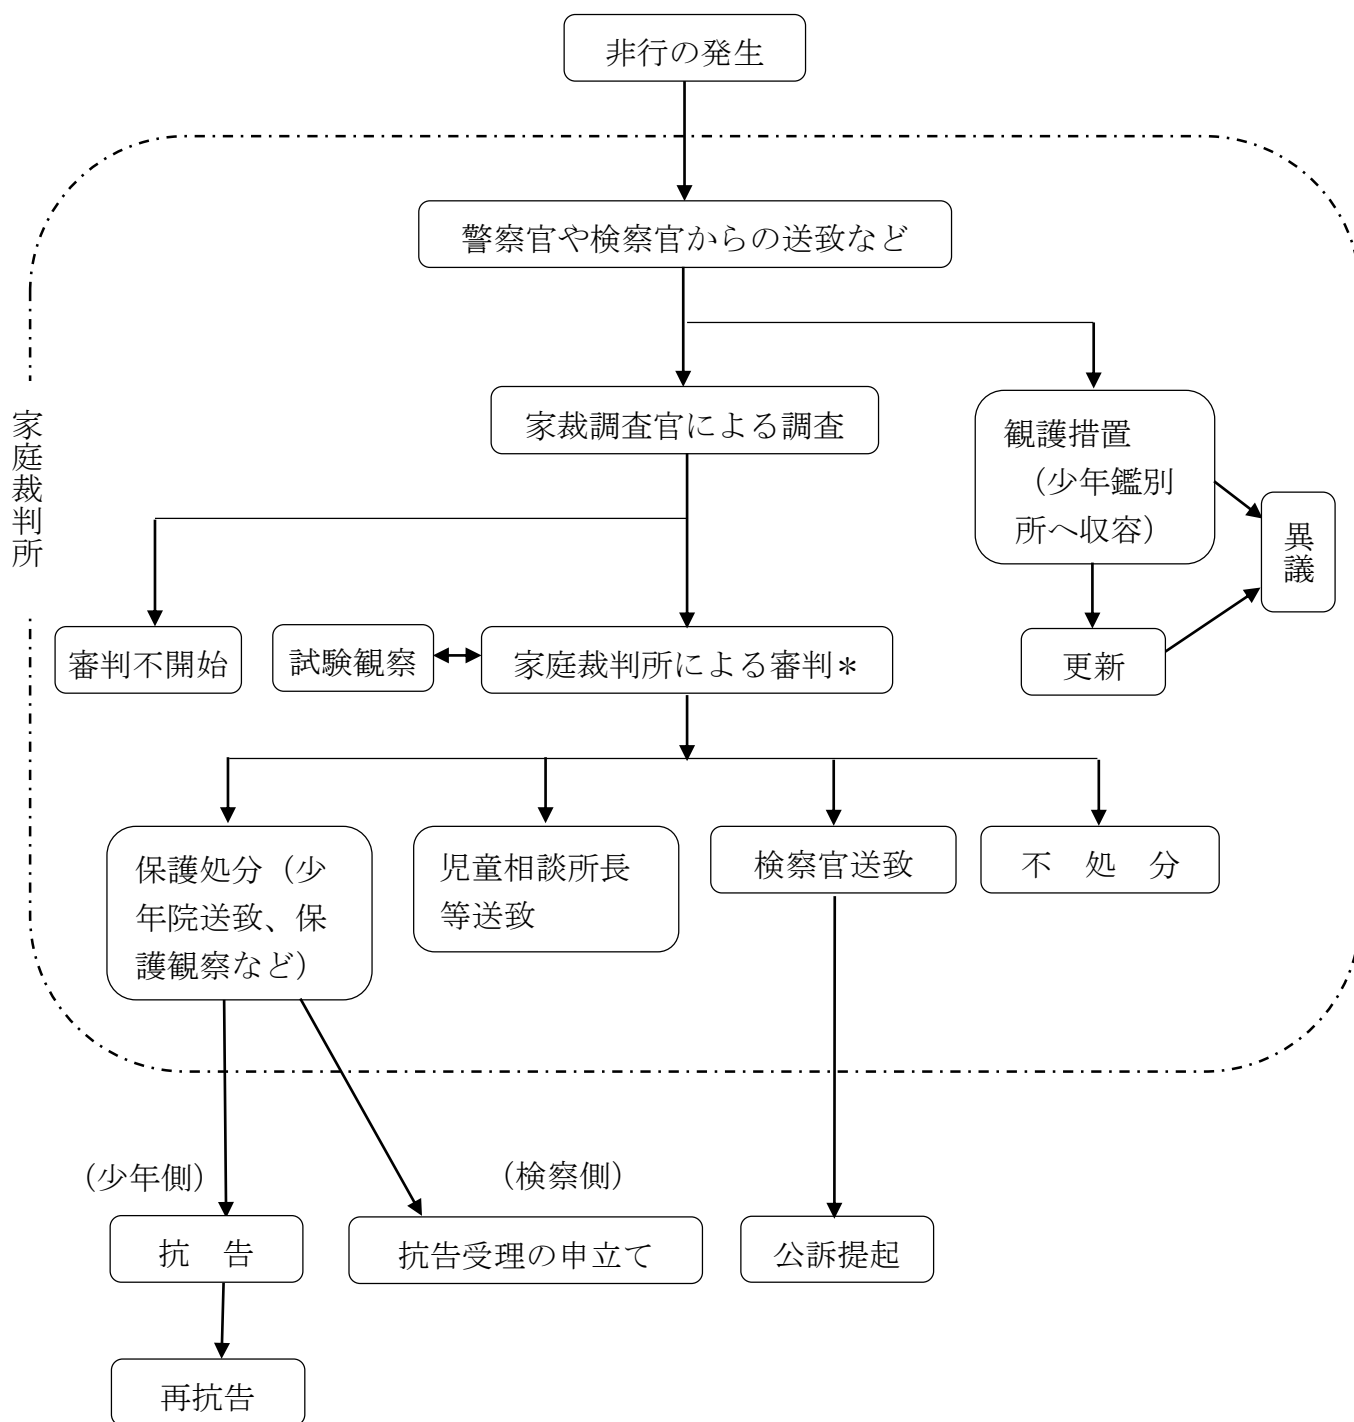 非行の発生
警察官や検察官からの送致など
家裁調査官による調査
観護措置
（少年鑑別
所へ収容）
異議
家庭裁判所
審判不開始
試験観察
家庭裁判所による審判＊
更新
保護処分（少
年院送致、保
護観察など）
児童相談所長
等送致
検察官送致
不　処　分
（少年側）
（検察側）
抗　告
抗告受理の申立て
公訴提起
再抗告